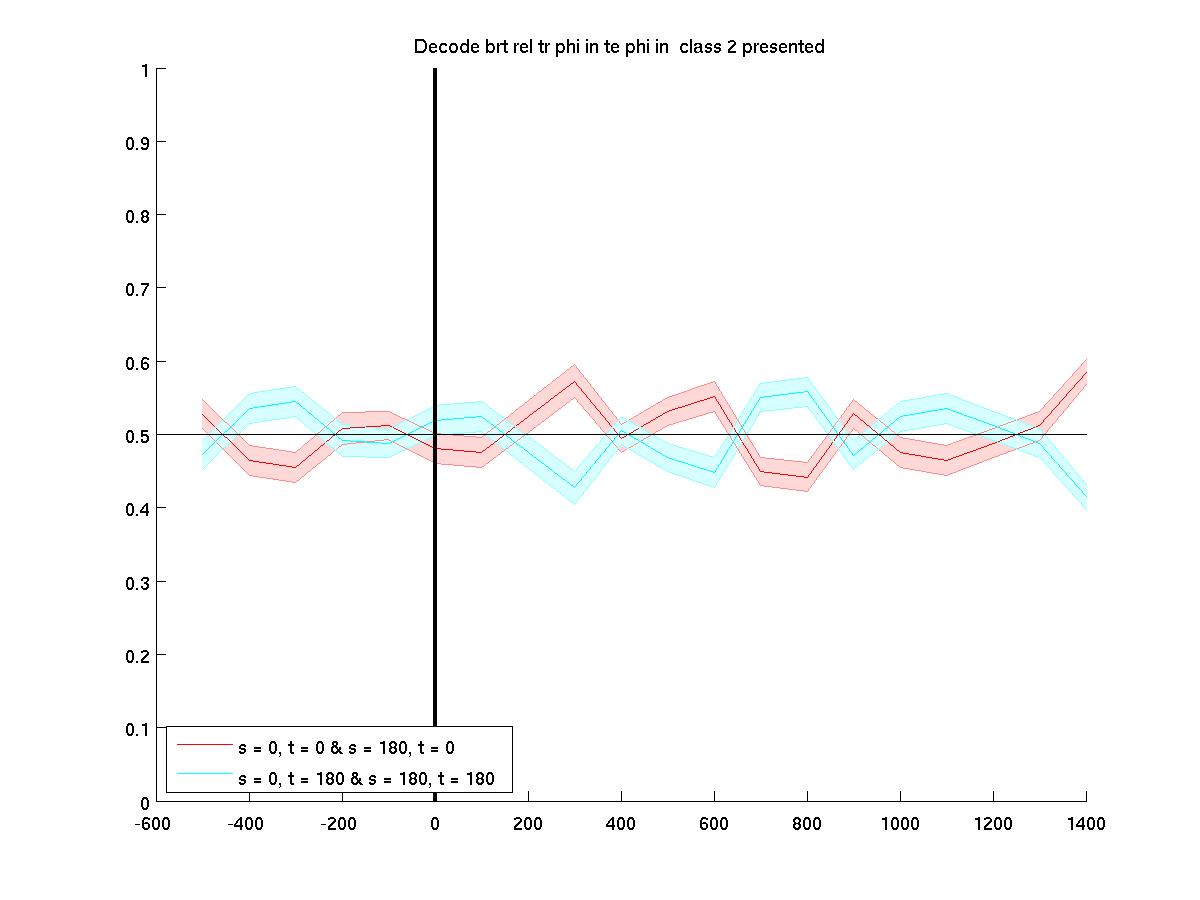 Decode brt rel tr phi in te phi in  class 2 presented
1
0.9
0.8
0.7
0.6
0.5
0.4
0.3
0.2
0.1
0
s = 0, t = 0 & s = 180, t = 0
s = 0, t = 180 & s = 180, t = 180
-600 -400 -200 0 200 400 600 800 1000 1200 1400